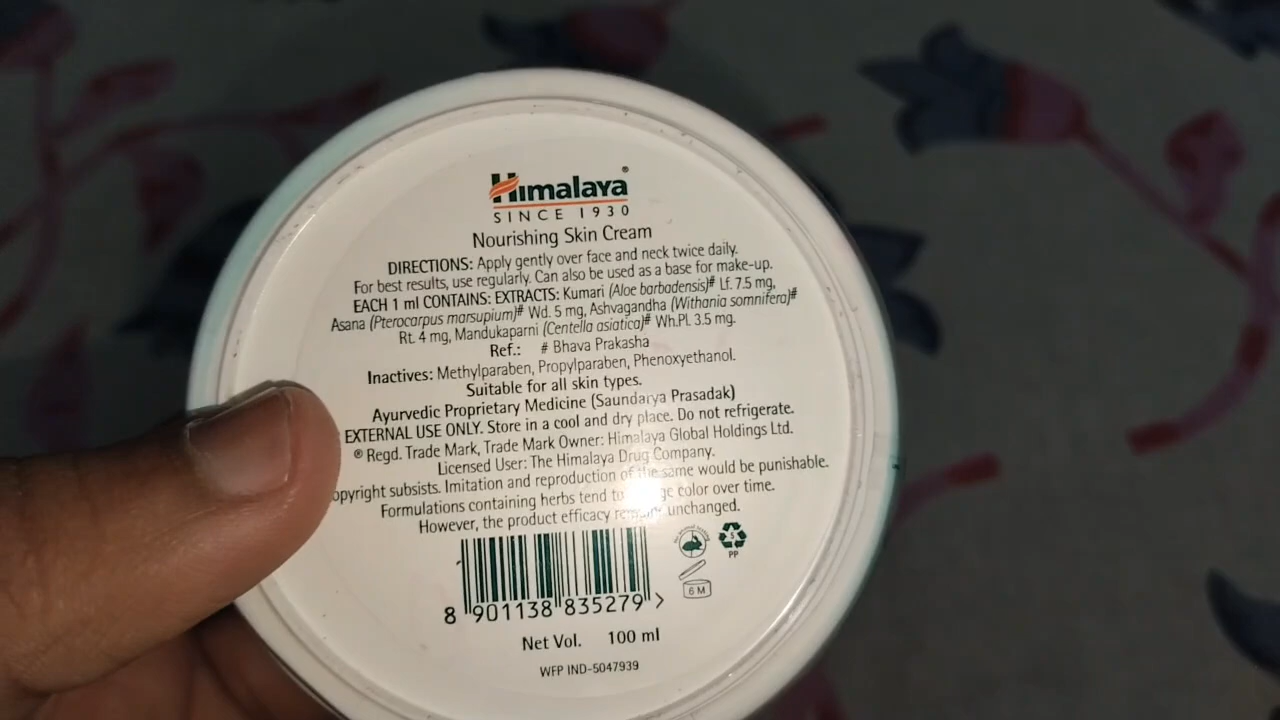 Himalaya®
SINCE 1930
Nourishing Skin Cream
DIRECTIONS: Apply gently over face and neck twice daily.
For best results, use regularly. Can also be used as a base for make-up.
EACH 1 ml CONTAINS: EXTRACTS: Kumari (Aloe barbadensis)# Lf. 7.5 mg,
Asana (Pterocarpus marsupium)# Wd. 5 mg, Ashvagandha (Withania somnifera)#
Rt. 4 mg, Mandukaparni (Centella asiatica)# Wh.Pl. 3.5 mg.
Ref.: # Bhava Prakasha
Inactives: Methylparaben, Propylparaben, Phenoxyethanol.
Suitable for all skin types.
Ayurvedic Proprietary Medicine (Saundarya Prasadak)
EXTERNAL USE ONLY. Store in a cool and dry place. Do not refrigerate.
® Regd. Trade Mark, Trade Mark Owner: Himalaya Global Holdings Ltd.
Licensed User: The Himalaya Drug Company.
opyright subsists. Imitation and reproduction of the same would be punishable.
Formulations containing herbs tend to ge color over time.
However, the product efficacy unchanged.
5
PP
6 M
8 901138 835279 >
Net Vol. 100 ml
WFP IND-5047939